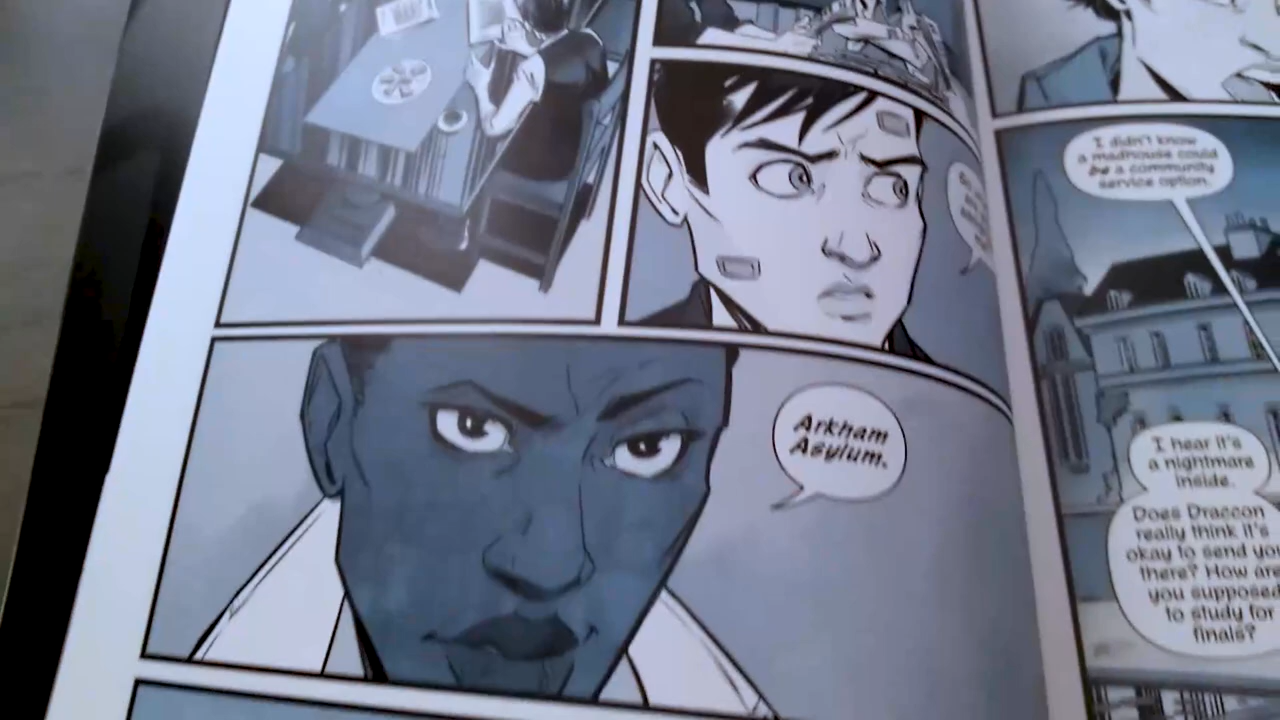 Arkham
Asylum.
I didn't know
a madhouse could
be a community
service option.
I hear it's
a nightmare
inside.
Does Draccon
really think it's
okay to send you
there? How are
you supposed
to study for
finals?